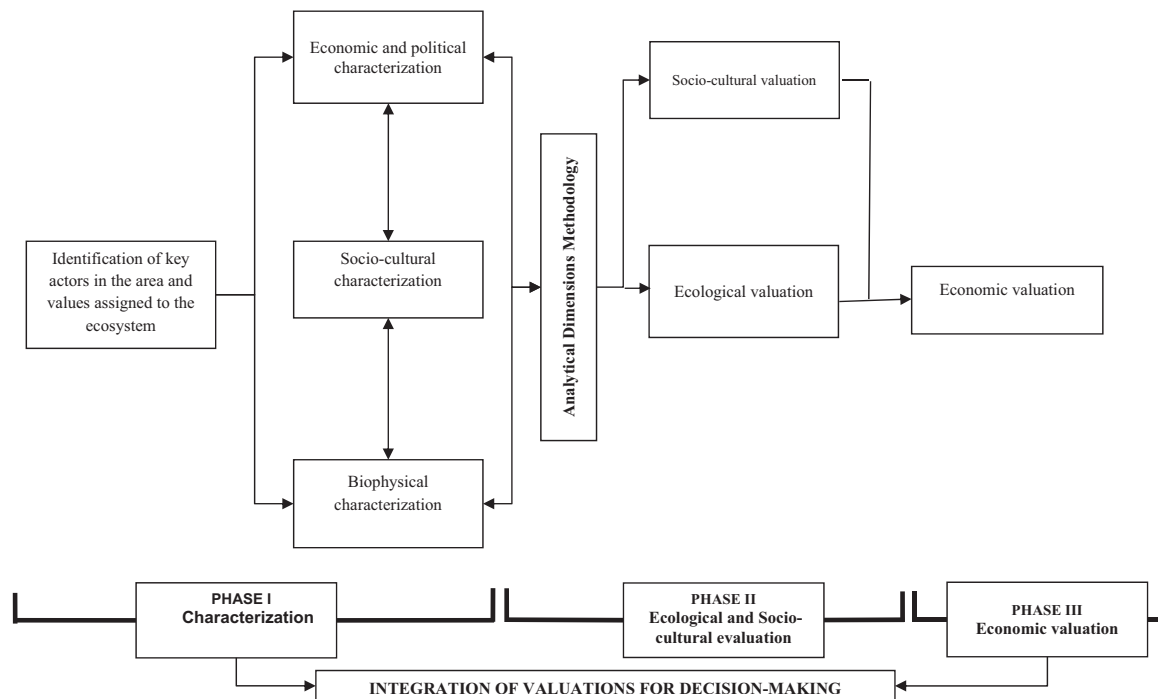 Economic and political
characterization
Socio-cultural valuation
Analytical Dimensions Methodology
Identification of key
actors in the area and
values assigned to the
ecosystem
Socio-cultural
characterization
Ecological valuation
Economic valuation
Biophysical
characterization
PHASE I
Characterization
PHASE II
Ecological and Socio-
cultural evaluation
PHASE III
Economic valuation
INTEGRATION OF VALUATIONS FOR DECISION-MAKING